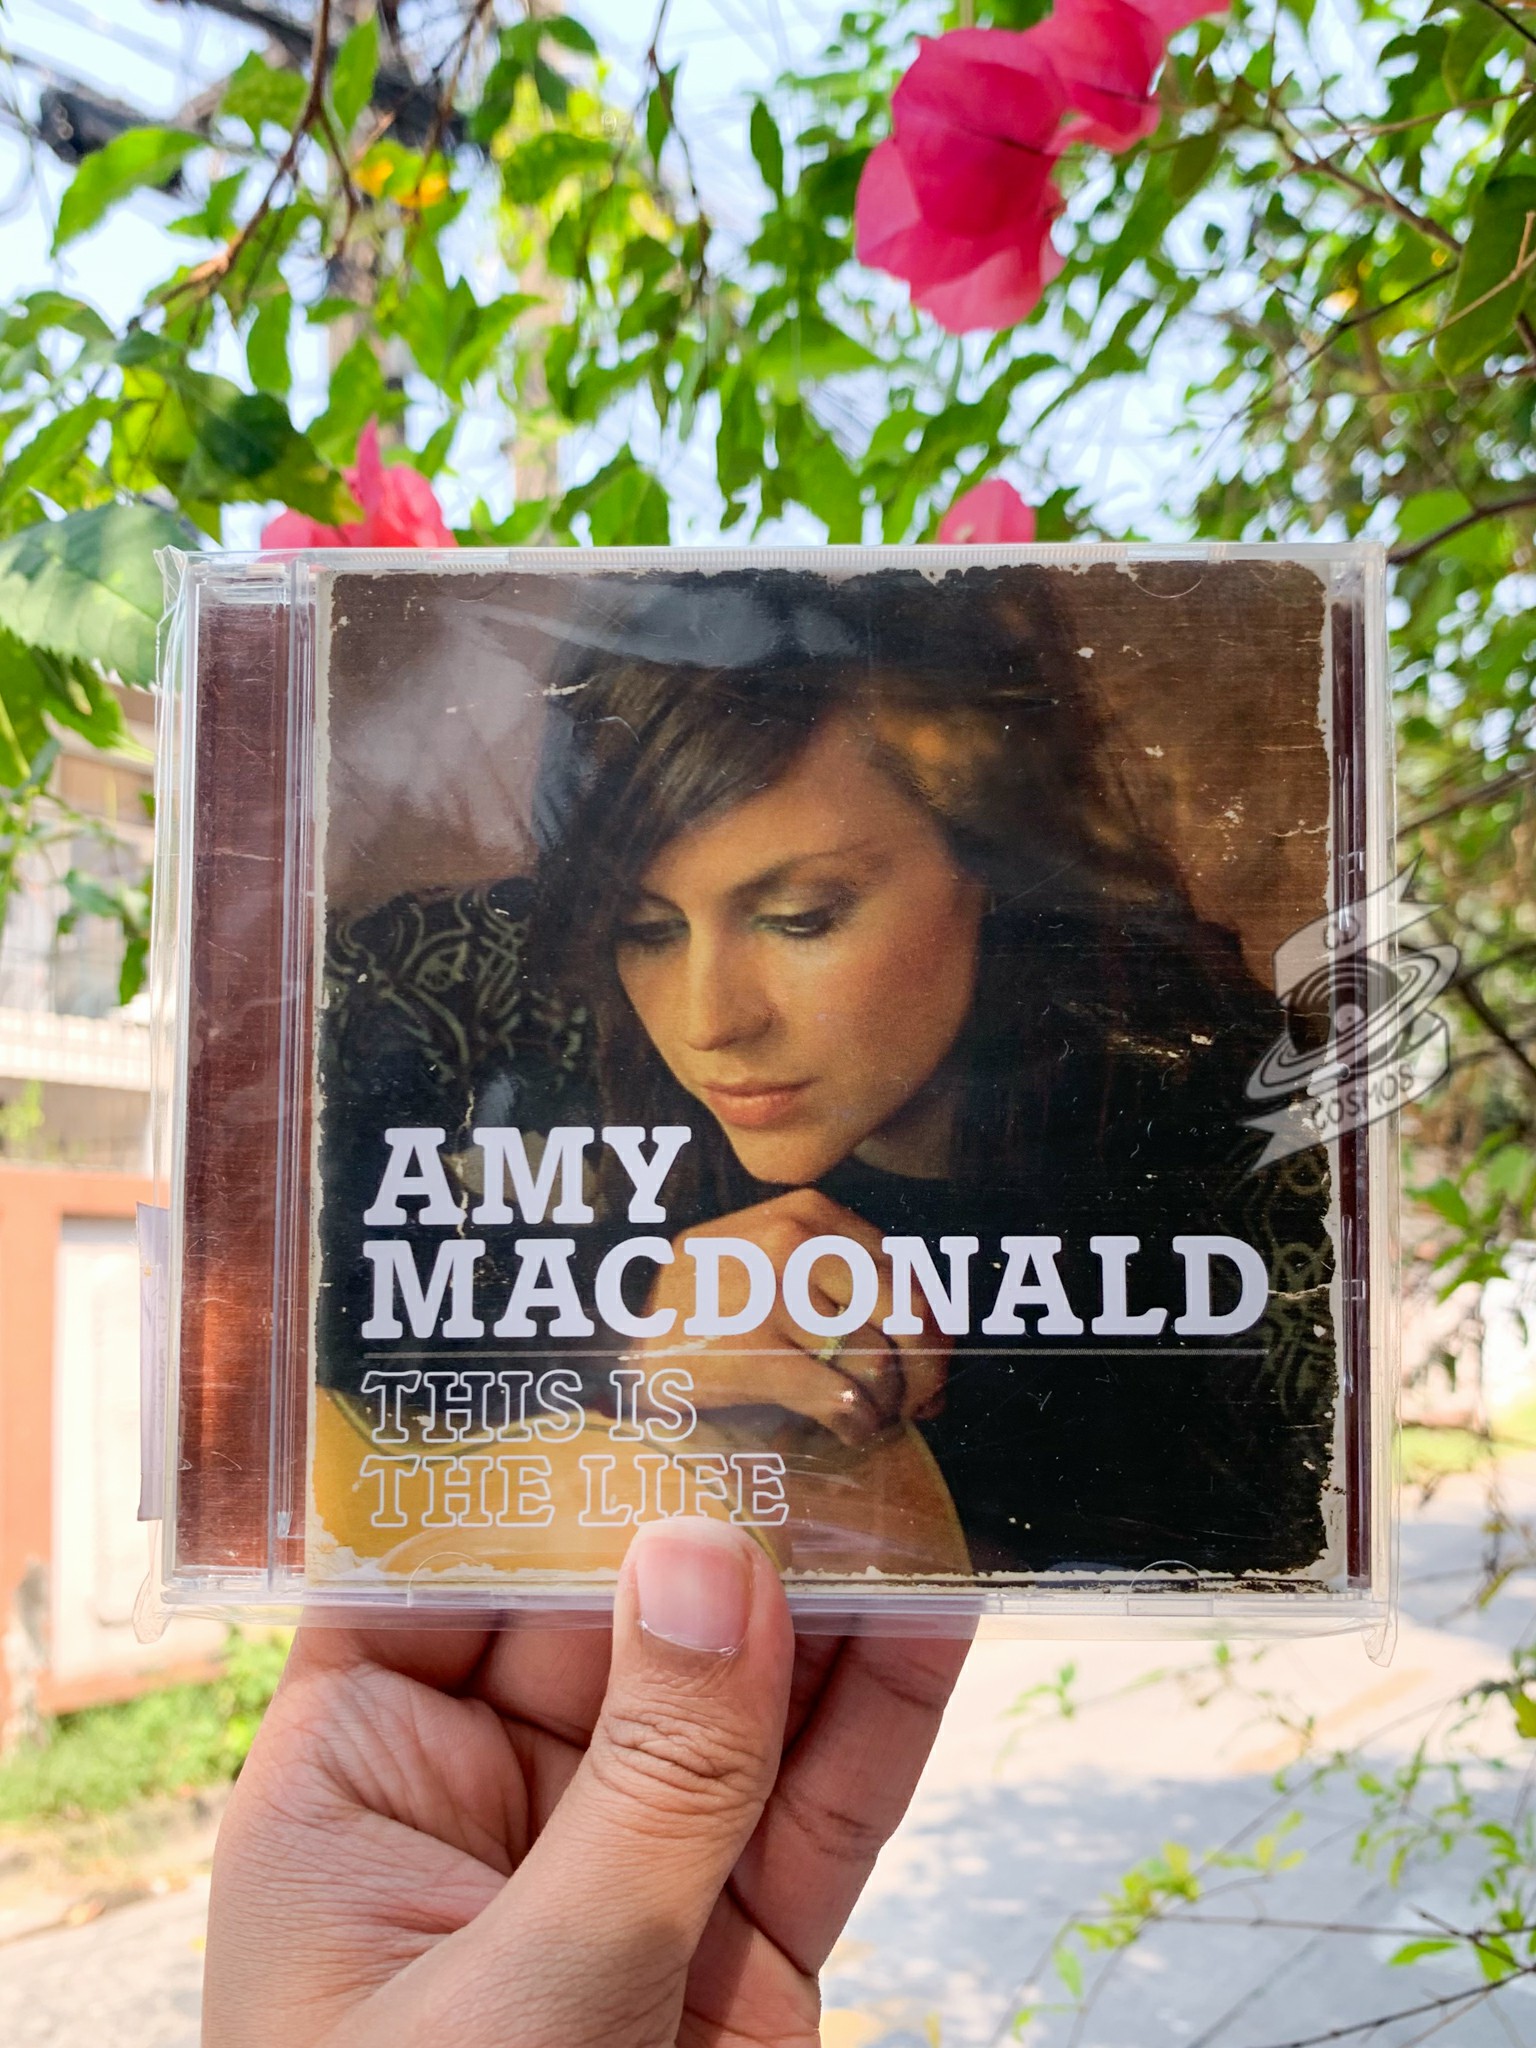 AMY
MACDONALD
THIS IS
THE LIFE
COSMOS